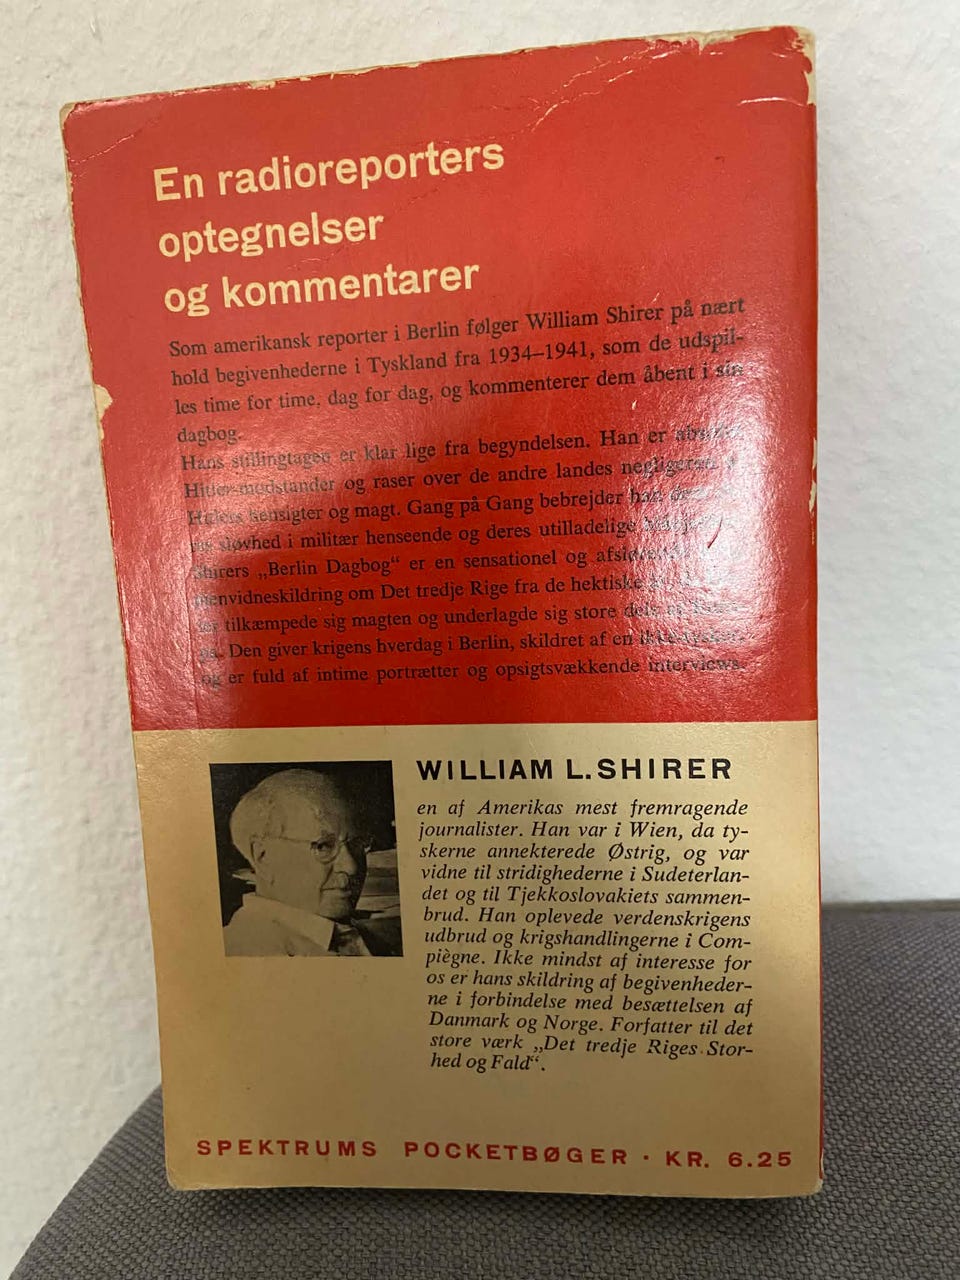 En radioreporters
optegnelser
og kommentarer
Som amerikansk reporter i Berlin følger William Shirer på nært
hold begivenhederne i Tyskland fra 1934–1941, som de udspil-
les time for time, dag for dag, og kommenterer dem åbent i sin
dagbog.
Hans stillingtagen er klar lige fra begyndelsen. Han er
Hitler-modstander og raser over de andre landes
Hitlers hensigter og magt. Gang på Gang bebrejder han
sløvhed i militær henseende og deres utilladelige
Shirers „Berlin Dagbog“ er en sensationel og
øjenvidneskildring om Det tredje Rige fra de hektiske
tilkæmpede sig magten og underlagde sig store dele
Den giver krigens hverdag i Berlin, skildret af en ikke-tysker,
og er fuld af intime portrætter og opsigtsvækkende interviews.
WILLIAM L. SHIRER
en af Amerikas mest fremragende
journalister. Han var i Wien, da ty-
skerne annekterede Østrig, og var
vidne til stridighederne i Sudeterlan-
det og til Tjekkoslovakiets sammen-
brud. Han oplevede verdenskrigens
udbrud og krigshandlingerne i Com-
piègne. Ikke mindst af interesse for
os er hans skildring af begivenheder-
ne i forbindelse med besættelsen af
Danmark og Norge. Forfatter til det
store værk „Det tredje Riges Stor-
hed og Fald“.
SPEKTRUMS POCKETBØGER · KR. 6.25